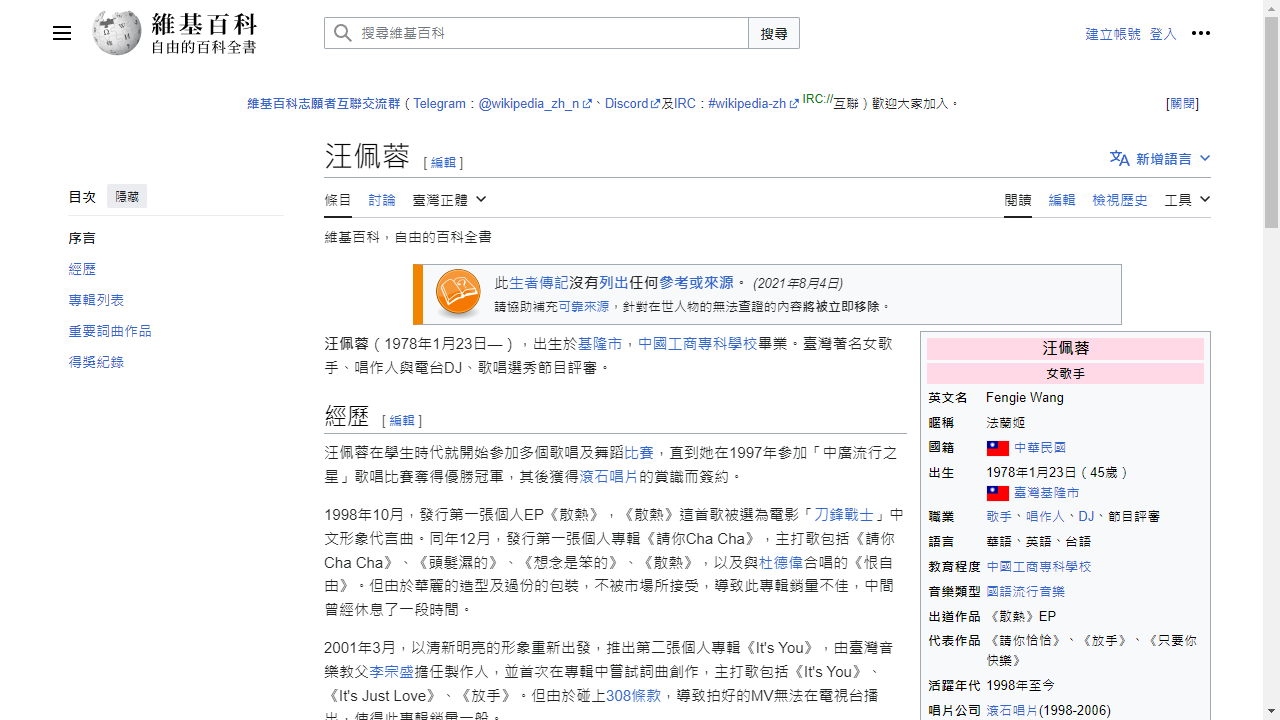 維基百科
自由的百科全書
搜尋維基百科
搜尋
建立帳號 登入
維基百科志願者互聯交流群（Telegram：@wikipedia_zh_n、Discord及IRC：#wikipedia-zh IRC://互聯）歡迎大家加入。
[關閉]
汪佩蓉 [編輯]
新增語言
目次 隱藏
序言
經歷
專輯列表
重要詞曲作品
得獎紀錄
條目 討論 臺灣正體
閱讀 編輯 檢視歷史 工具
維基百科，自由的百科全書
此生者傳記沒有列出任何參考或來源。 (2021年8月4日)
請協助補充可靠來源，針對在世人物的無法查證的內容將被立即移除。
汪佩蓉（1978年1月23日—），出生於基隆市，中國工商專科學校畢業。臺灣著名女歌
手、唱作人與電台DJ、歌唱選秀節目評審。
經歷 [編輯]
汪佩蓉在學生時代就開始參加多個歌唱及舞蹈比賽，直到她在1997年參加「中廣流行之
星」歌唱比賽奪得優勝冠軍，其後獲得滾石唱片的賞識而簽約。
1998年10月，發行第一張個人EP《散熱》，《散熱》這首歌被選為電影「刀鋒戰士」中
文形象代言曲。同年12月，發行第一張個人專輯《請你Cha Cha》，主打歌包括《請你
Cha Cha》、《頭髮濕的》、《想念是笨的》、《散熱》，以及與杜德偉合唱的《恨自
由》。但由於華麗的造型及過份的包裝，不被市場所接受，導致此專輯銷量不佳，中間
曾經休息了一段時間。
2001年3月，以清新明亮的形象重新出發，推出第二張個人專輯《It's You》，由臺灣音
樂教父李宗盛擔任製作人，並首次在專輯中嘗試詞曲創作，主打歌包括《It's You》、
《It's Just Love》、《放手》。但由於碰上308條款，導致拍好的MV無法在電視台播
出，使得此專輯銷量一般。
汪佩蓉
女歌手
英文名 Fengie Wang
暱稱 法蘭姬
國籍 中華民國
出生 1978年1月23日（45歲）
臺灣基隆市
職業 歌手、唱作人、DJ、節目評審
語言 華語、英語、台語
教育程度 中國工商專科學校
音樂類型 國語流行音樂
出道作品 《散熱》EP
代表作品 《請你恰恰》、《放手》、《只要你
快樂》
活躍年代 1998年至今
唱片公司 滾石唱片(1998-2006)